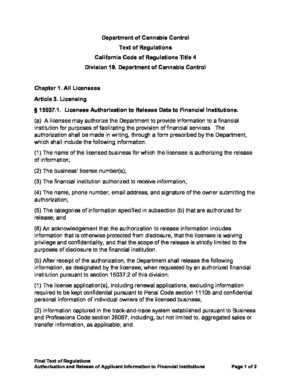 Department of Cannabis Control
Text of Regulations
California Code of Regulations Title 4
Division 19. Department of Cannabis Control
Chapter 1. All Licensees
Article 3. Licensing
§ 15037.1. Licensee Authorization to Release Data to Financial Institutions.
(a) A licensee may authorize the Department to provide information to a financial
institution for purposes of facilitating the provision of financial services. The
authorization shall be made in writing, through a form prescribed by the Department,
which shall include the following information:
(1) The name of the licensed business for which the licensee is authorizing the release
of information;
(2) The business' license number(s);
(3) The financial institution authorized to receive information;
(4) The name, phone number, email address, and signature of the owner submitting the
authorization;
(5) The categories of information specified in subsection (b) that are authorized for
release; and
(6) An acknowledgement that the authorization to release information includes
information that is otherwise protected from disclosure, that the licensee is waiving
privilege and confidentiality, and that the scope of the release is strictly limited to the
purposes of disclosure to the financial institution.
(b) After receipt of the authorization, the Department shall release the following
information, as designated by the licensee, when requested by an authorized financial
institution pursuant to section 15037.2 of this division:
(1) The license application(s), including renewal applications, excluding information
required to be kept confidential pursuant to Penal Code section 11105 and confidential
personal information of individual owners of the licensed business;
(2) Information captured in the track-and-trace system established pursuant to Business
and Professions Code section 26067, including, but not limited to, aggregated sales or
transfer information, as applicable; and
Final Text of Regulations
Authorization and Release of Applicant Information to Financial Institutions Page 1 of 2